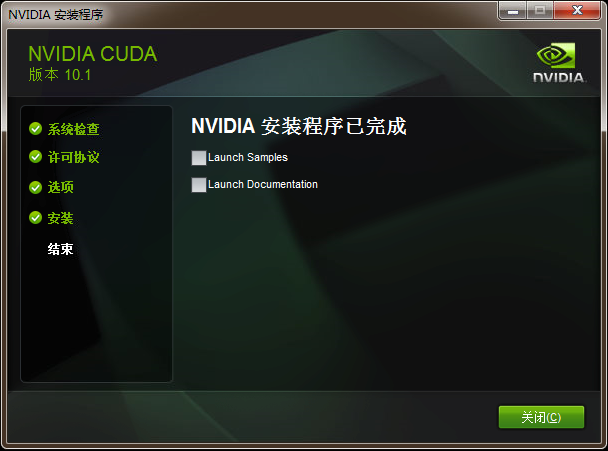 NVIDIA 安装程序
NVIDIA CUDA
版本 10.1
NVIDIA.
系统检查
许可协议
选项
安装
结束
NVIDIA 安装程序已完成
Launch Samples
Launch Documentation
关闭(C)